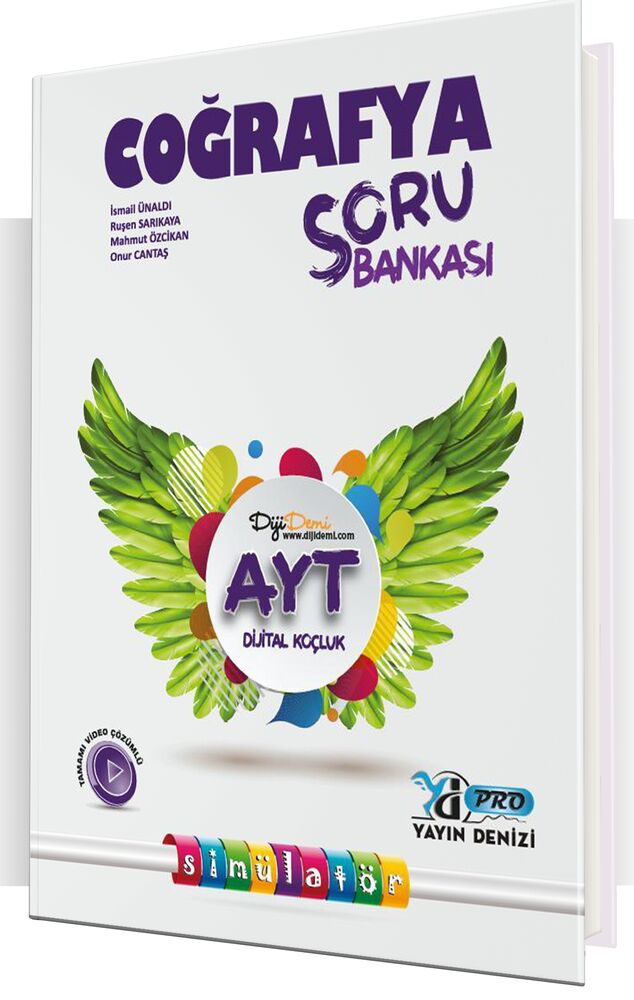 COĞRAFYA
İsmail ÜNALDI
Ruşen SARIKAYA
Mahmut ÖZCİKAN
Onur CANTAŞ
SORU
BANKASI
DijiDemi
www.dijidemi.com
AYT
DİJİTAL KOÇLUK
TAMAMI VİDEO ÇÖZÜMLÜ
yd PRO
YAYIN DENİZİ
simülatör